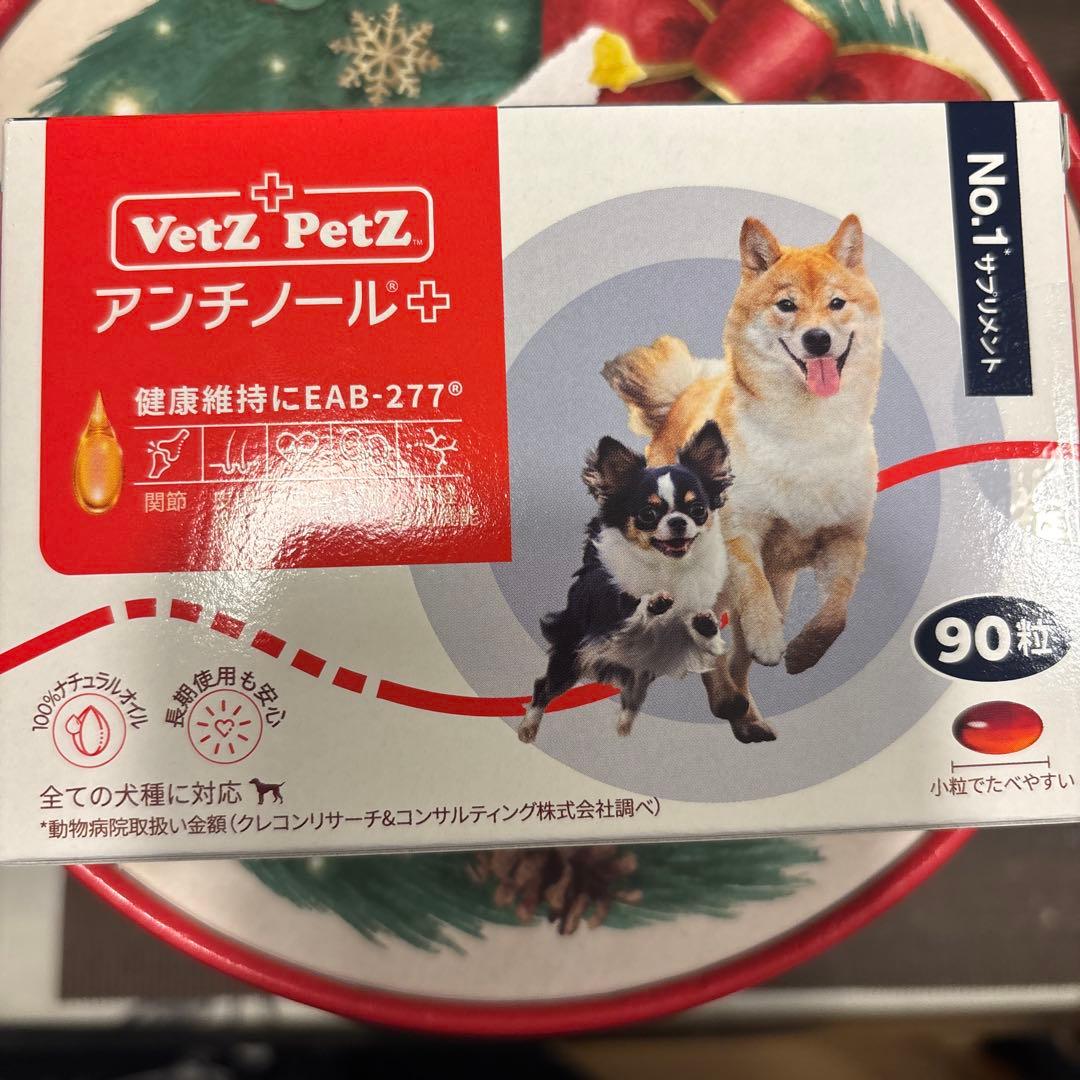 VetZ PetZ™
アンチノール®+
健康維持にEAB-277®
関節
No.1*サプリメント
90粒
小粒でたべやすい
100%ナチュラルオイル
長期使用も安心
全ての犬種に対応
*動物病院取扱い金額(クレコンリサーチ&コンサルティング株式会社調べ)